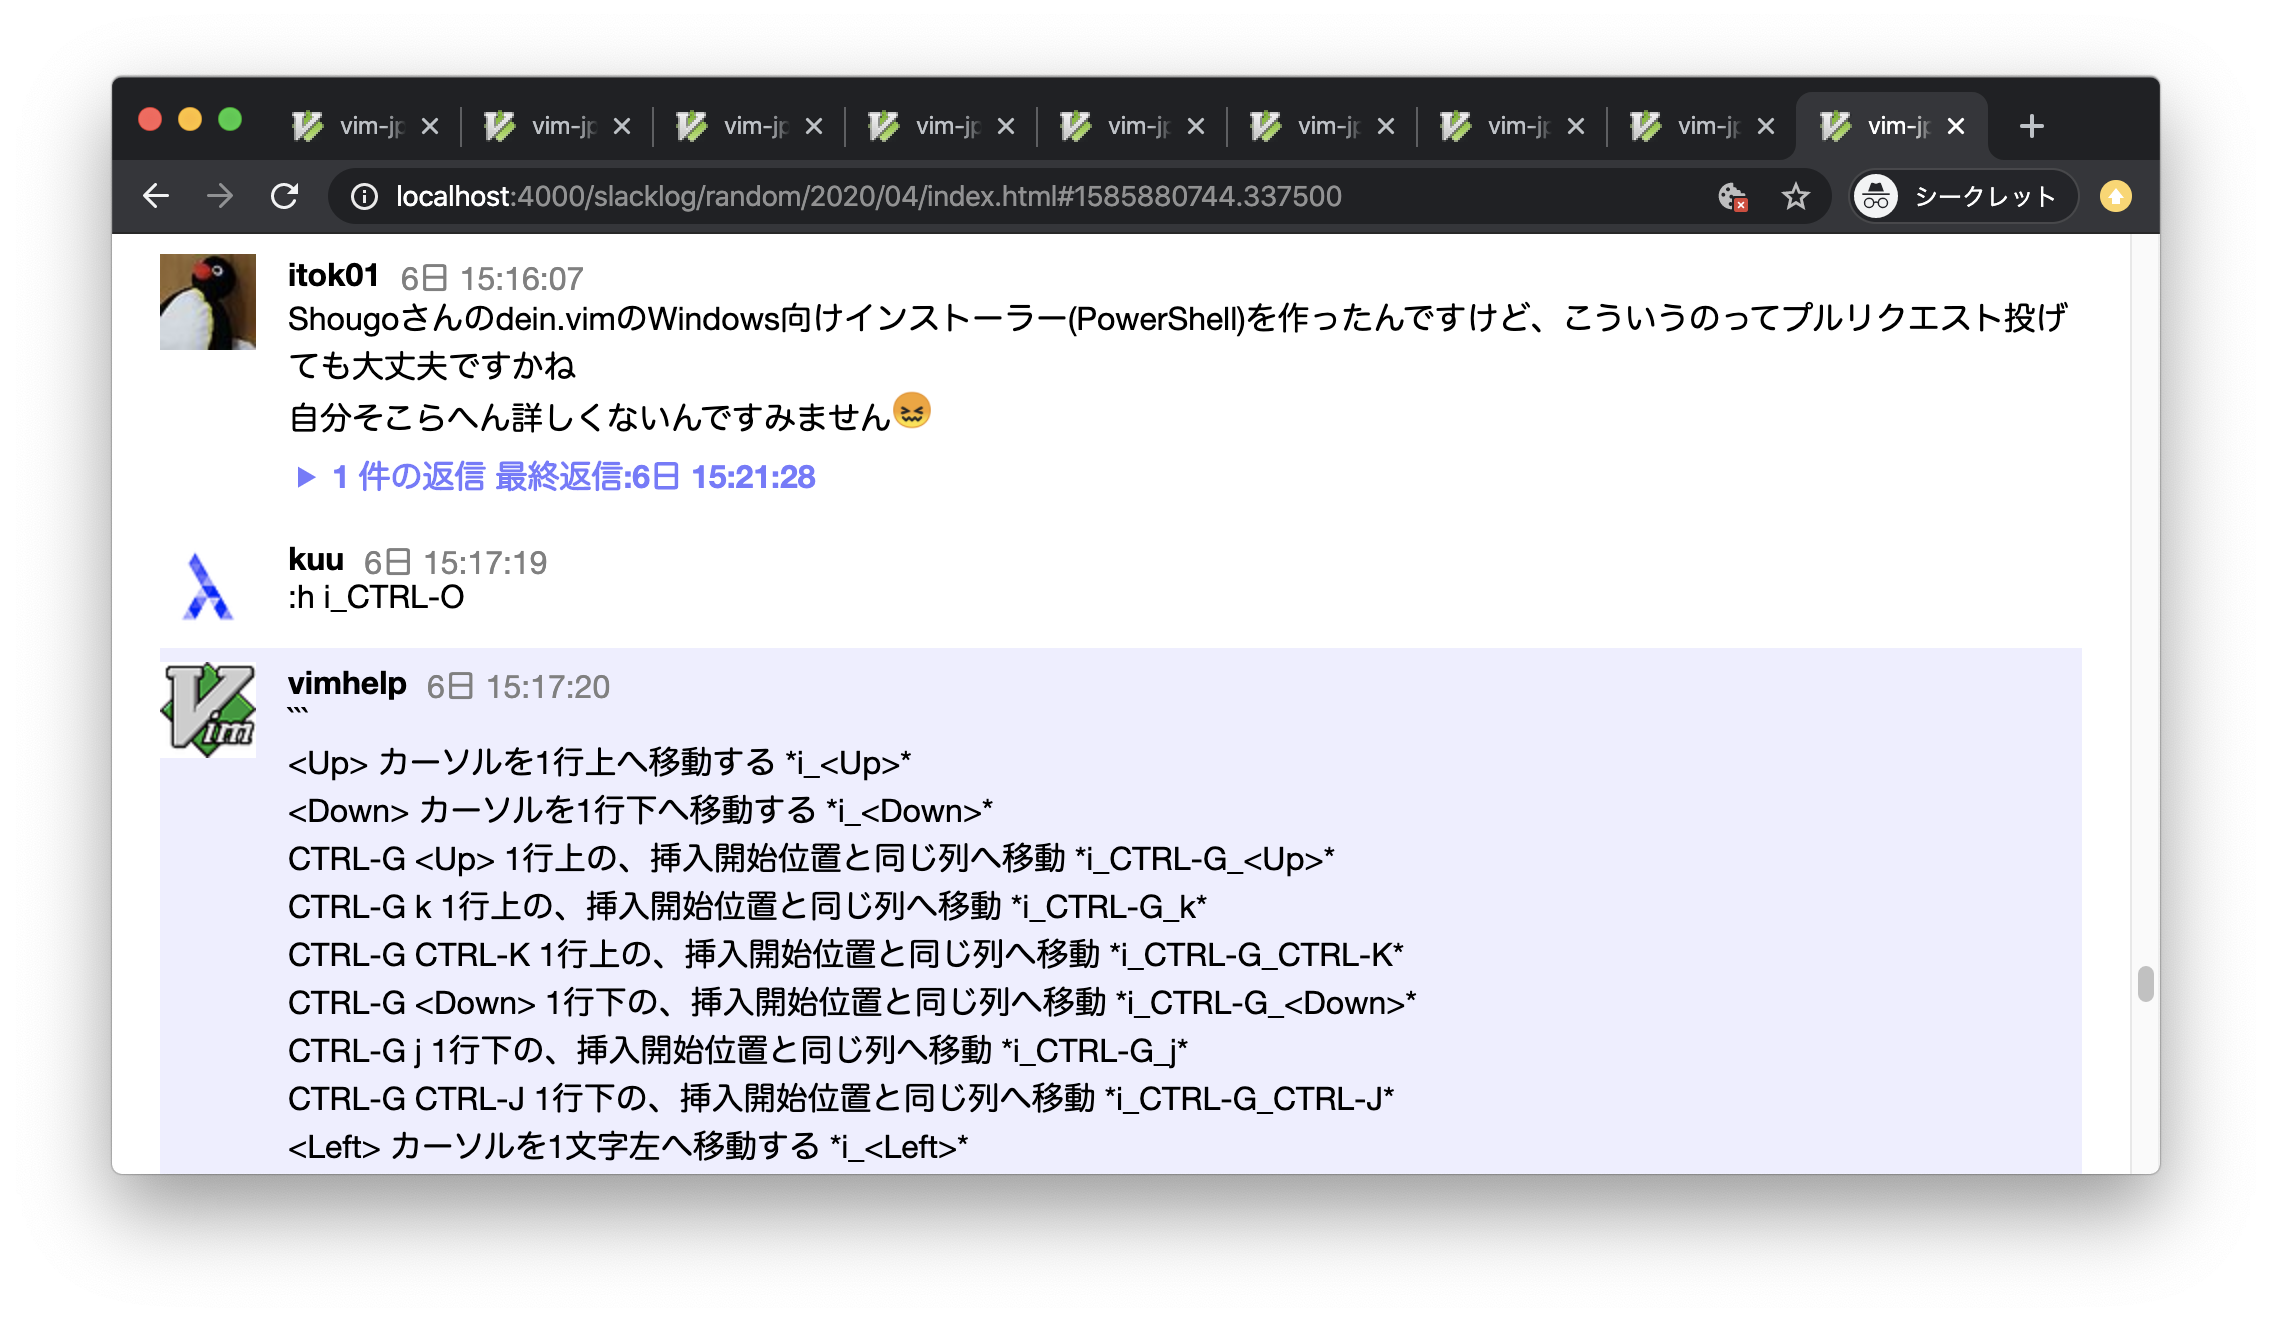 vim-jp vim-jp vim-jp vim-jp vim-jp vim-jp vim-jp vim-jp vim-jp
localhost:4000/slacklog/random/2020/04/index.html#1585880744.337500 シークレット
itok01 6日 15:16:07
Shougoさんのdein.vimのWindows向けインストーラー(PowerShell)を作ったんですけど、こういうのってプルリクエスト投げ
ても大丈夫ですかね
自分そこらへん詳しくないんですみません😖
▶ 1 件の返信 最終返信:6日 15:21:28
kuu 6日 15:17:19
:h i_CTRL-O
Vim
vimhelp 6日 15:17:20
```
<Up> カーソルを1行上へ移動する *i_<Up>*
<Down> カーソルを1行下へ移動する *i_<Down>*
CTRL-G <Up> 1行上の、挿入開始位置と同じ列へ移動 *i_CTRL-G_<Up>*
CTRL-G k 1行上の、挿入開始位置と同じ列へ移動 *i_CTRL-G_k*
CTRL-G CTRL-K 1行上の、挿入開始位置と同じ列へ移動 *i_CTRL-G_CTRL-K*
CTRL-G <Down> 1行下の、挿入開始位置と同じ列へ移動 *i_CTRL-G_<Down>*
CTRL-G j 1行下の、挿入開始位置と同じ列へ移動 *i_CTRL-G_j*
CTRL-G CTRL-J 1行下の、挿入開始位置と同じ列へ移動 *i_CTRL-G_CTRL-J*
<Left> カーソルを1文字左へ移動する *i_<Left>*